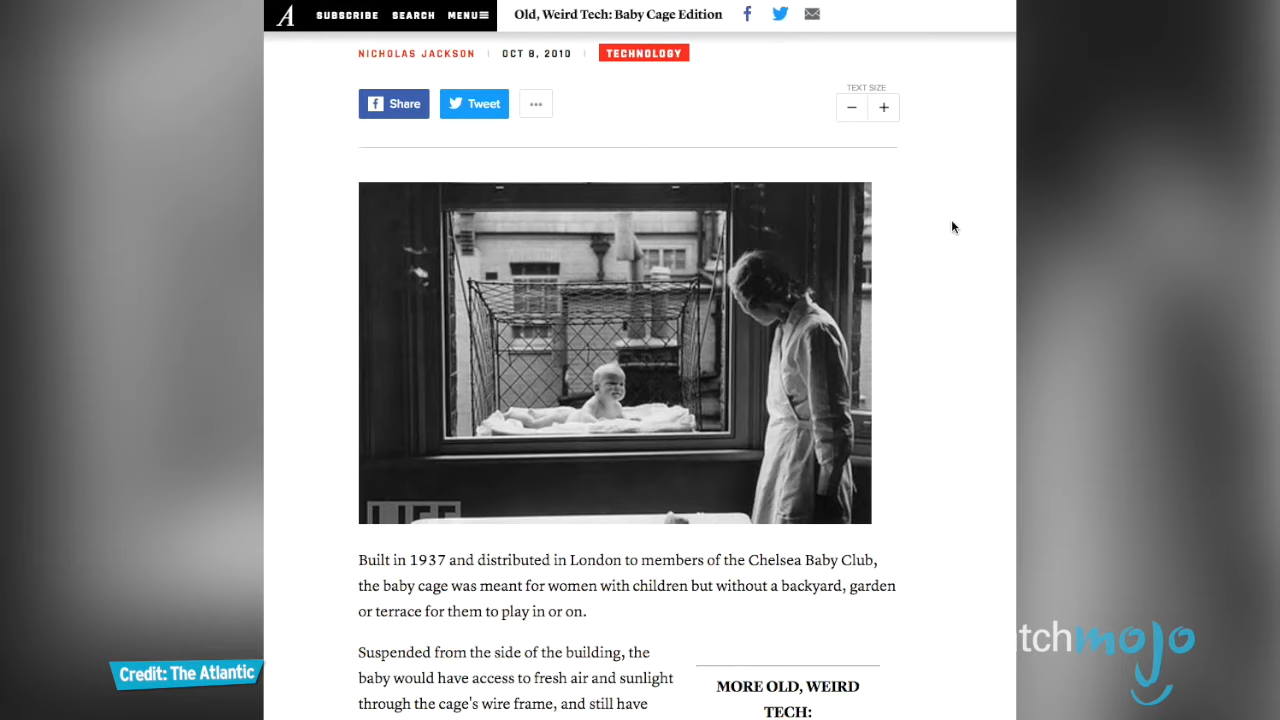 A SUBSCRIBE SEARCH MENU Old, Weird Tech: Baby Cage Edition
NICHOLAS JACKSON OCT 8, 2010 TECHNOLOGY
TEXT SIZE
Share Tweet ... − +
LIFE
Built in 1937 and distributed in London to members of the Chelsea Baby Club,
the baby cage was meant for women with children but without a backyard, garden
or terrace for them to play in or on.
Suspended from the side of the building, the
baby would have access to fresh air and sunlight
through the cage's wire frame, and still have
MORE OLD, WEIRD
TECH:
Credit: The Atlantic
tchmojo